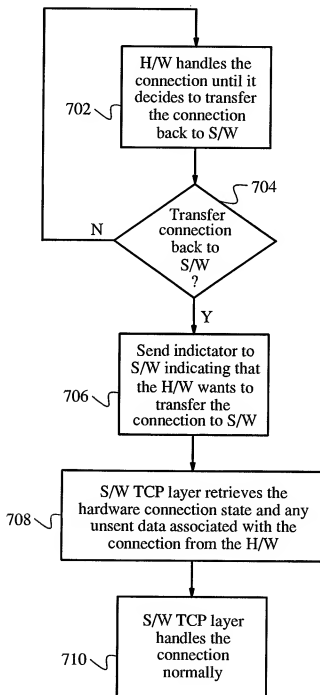 H/W handles the
connection until it
decides to transfer
the connection
back to S/W
702
704
Transfer
connection
back to
S/W
?
N
Y
Send indictator to
S/W indicating that
the H/W wants to
transfer the
connection to S/W
706
S/W TCP layer retrieves the
hardware connection state and any
unsent data associated with the
connection from the H/W
708
S/W TCP layer
handles the
connection
normally
710